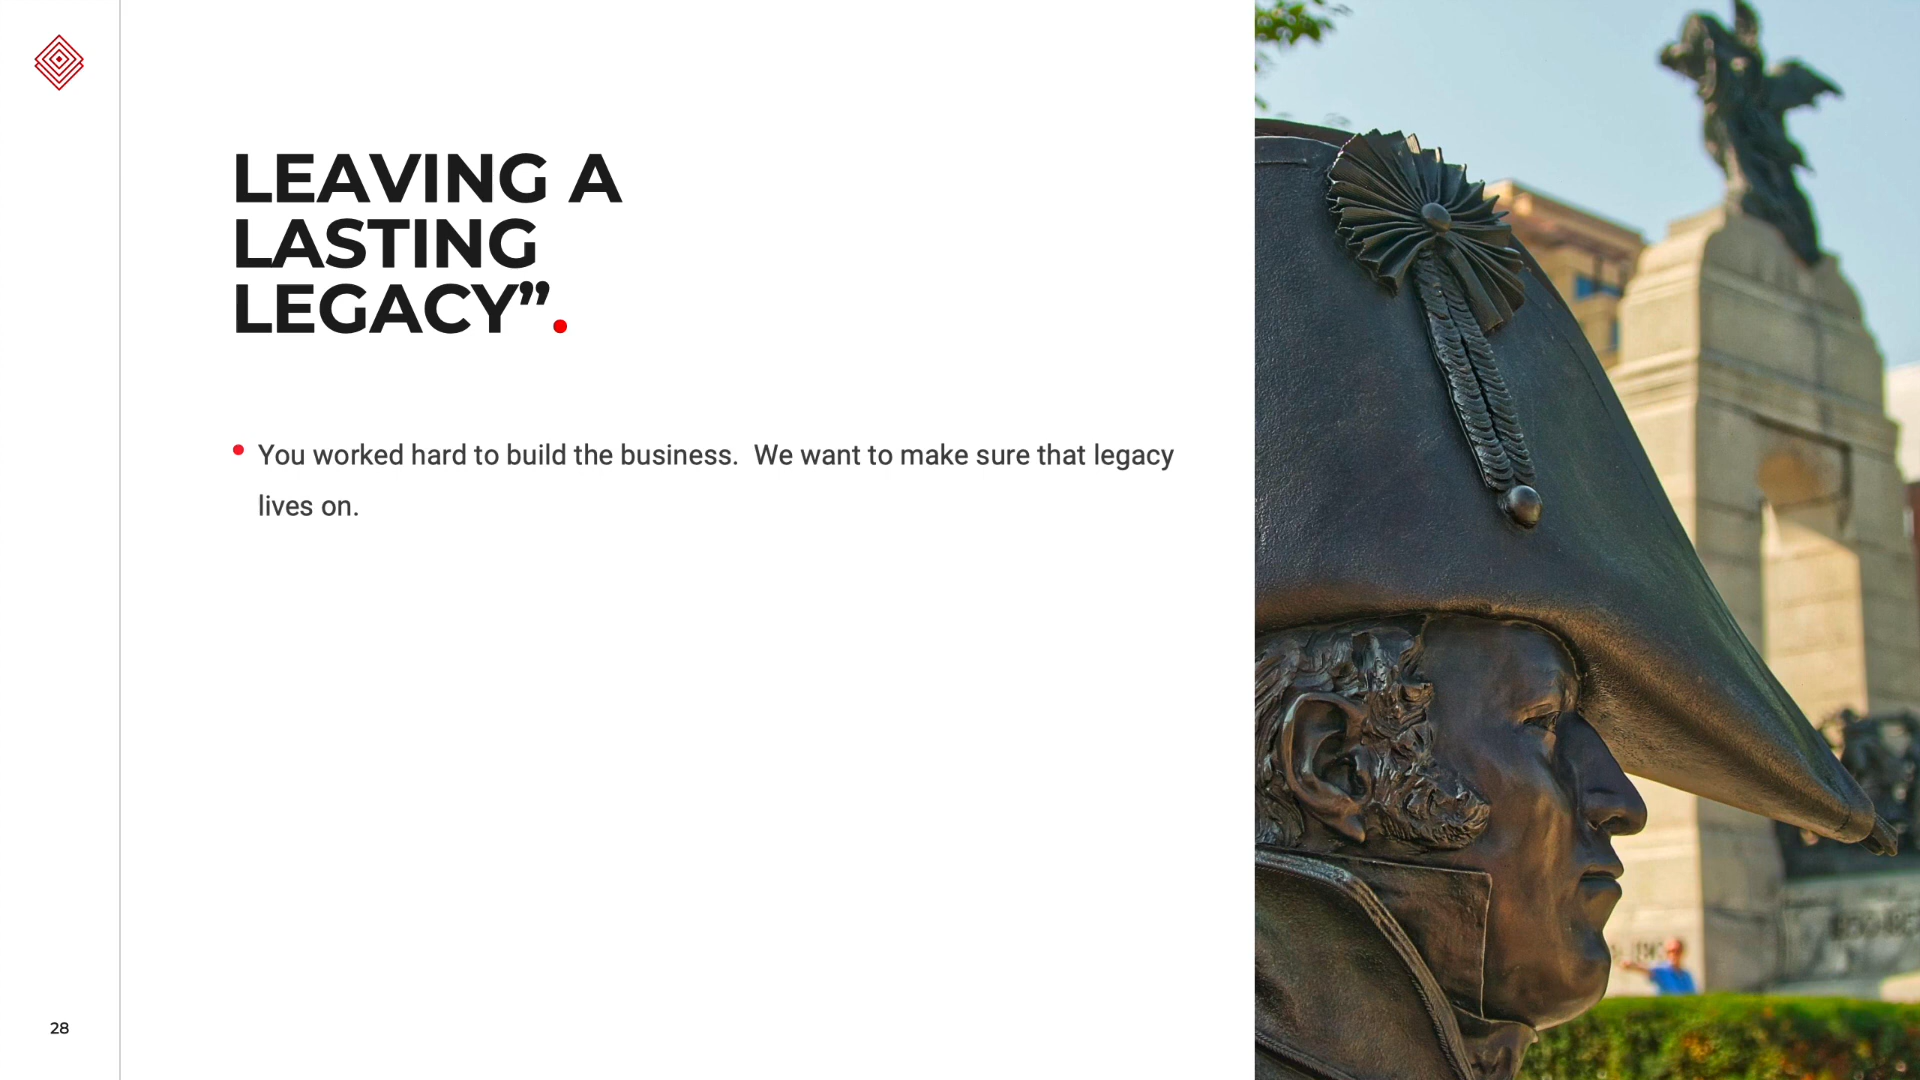 LEAVING A
LASTING
LEGACY”.
• You worked hard to build the business.  We want to make sure that legacy
lives on.
28